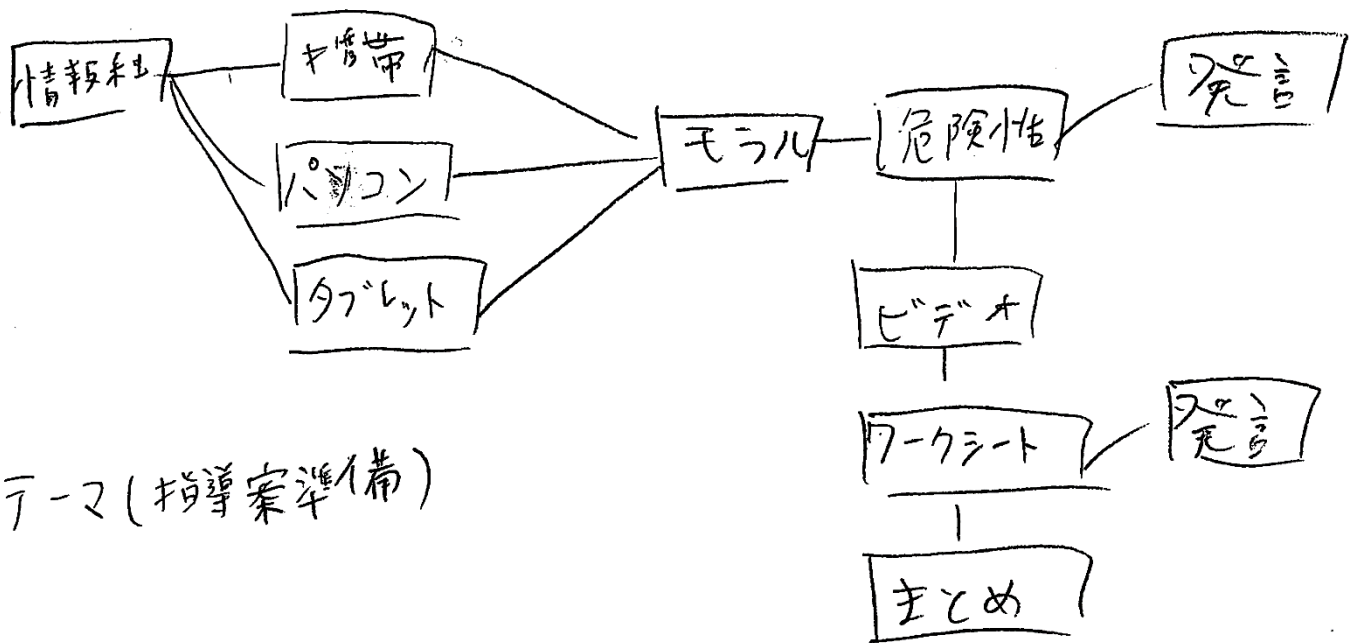 情報科
携帯
パソコン
タブレット
モラル
危険性
発言
ビデオ
ワークシート
発言
まとめ
テーマ(指導案準備)